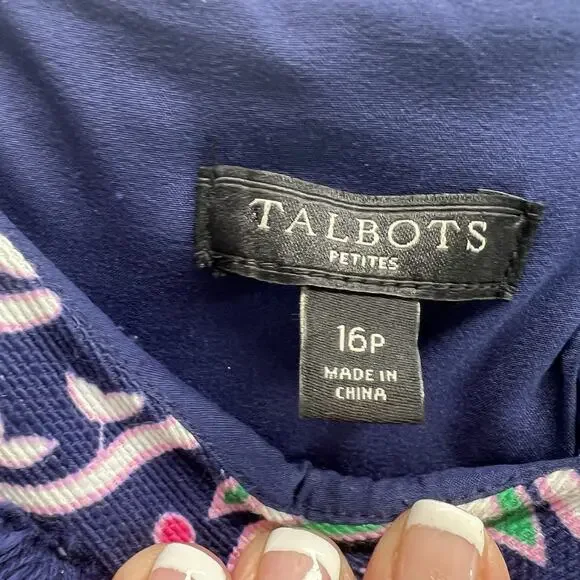 TALBOTS
PETITES
16P
MADE IN
CHINA